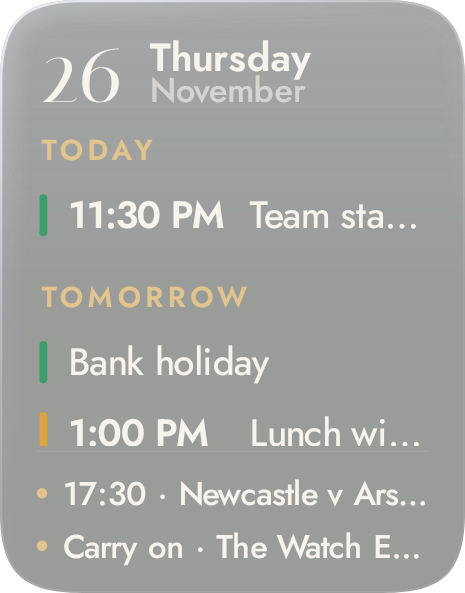 26 Thursday
November
TODAY
11:30 PM Team sta...
TOMORROW
Bank holiday
1:00 PM Lunch wi...
17:30 · Newcastle v Ars...
Carry on · The Watch E...